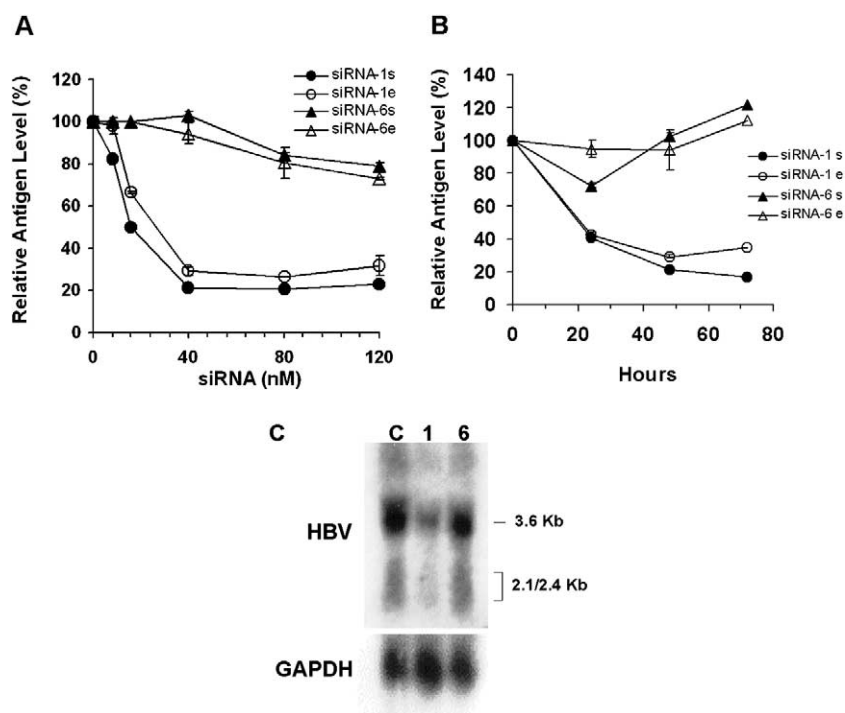 A
Relative Antigen Level (%)
120
100
80
60
40
20
0
0 40 80 120
siRNA (nM)
siRNA-1s
siRNA-1e
siRNA-6s
siRNA-6e
B
Relative Antigen Level (%)
140
120
100
80
60
40
20
0
0 20 40 60 80
Hours
siRNA-1 s
siRNA-1 e
siRNA-6 s
siRNA-6 e
C
C 1 6
HBV
3.6 Kb
2.1/2.4 Kb
GAPDH